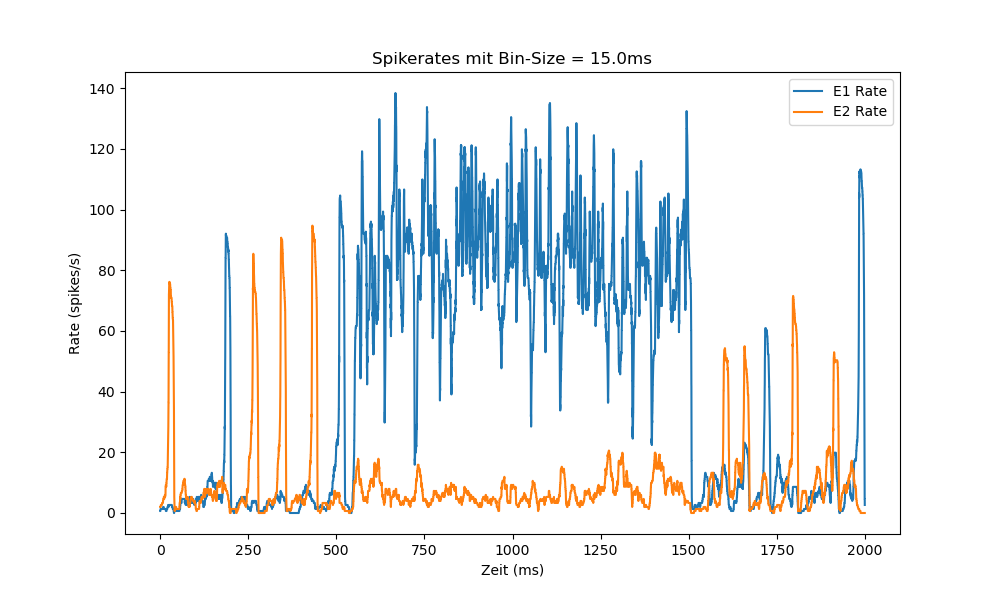 Spikerates mit Bin-Size = 15.0ms
E1 Rate
E2 Rate
Rate (spikes/s)
140
120
100
80
60
40
20
0
0 250 500 750 1000 1250 1500 1750 2000
Zeit (ms)